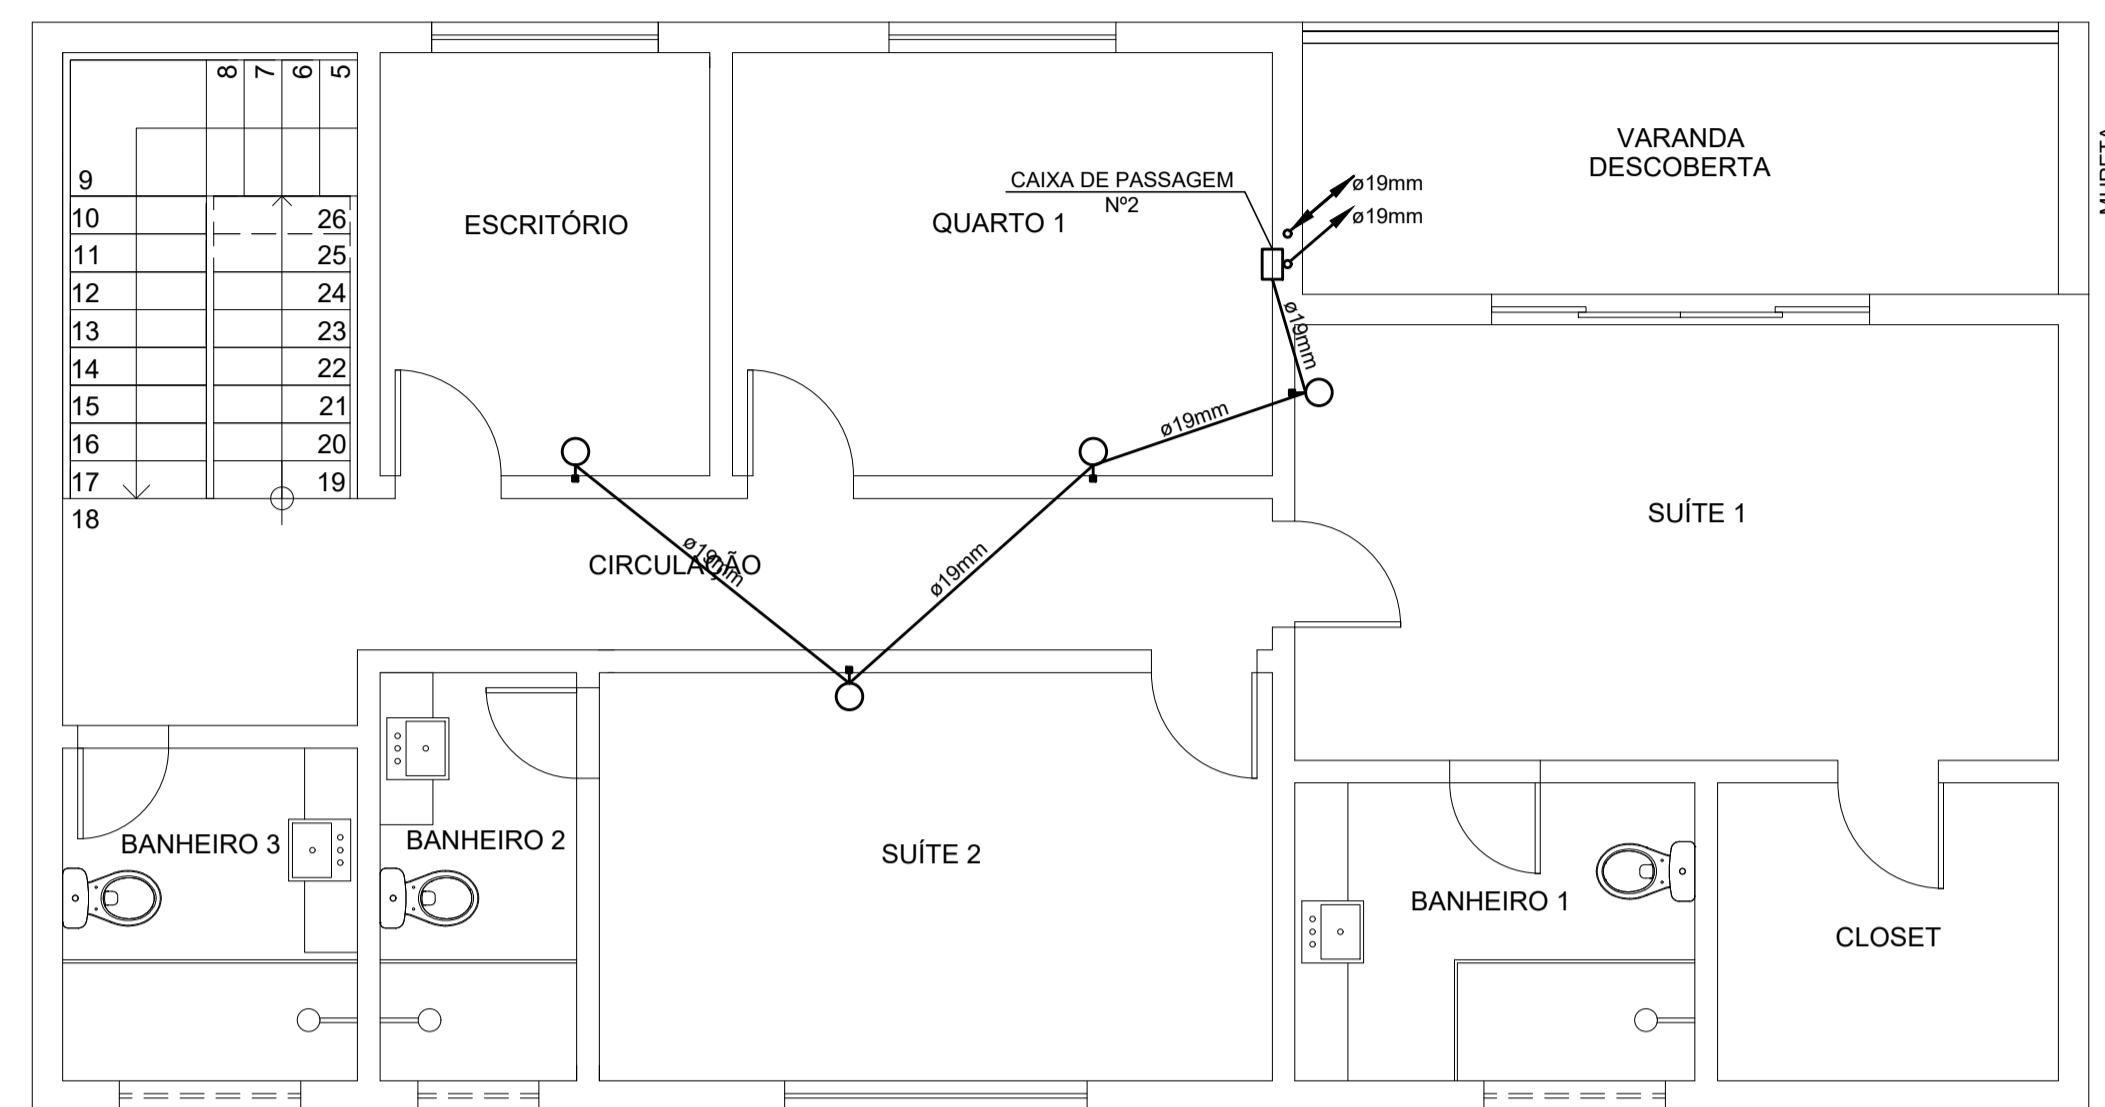 8
7
6
5
9
10
11
12
13
14
15
16
17
18
26
25
24
23
22
21
20
19
ESCRITÓRIO
QUARTO 1
CAIXA DE PASSAGEM
Nº2
ø19mm
ø19mm
VARANDA
DESCOBERTA
MURETA
ø19mm
ø19mm
SUÍTE 1
CIRCULAÇÃO
ø19mm
ø19mm
BANHEIRO 3
BANHEIRO 2
SUÍTE 2
BANHEIRO 1
CLOSET